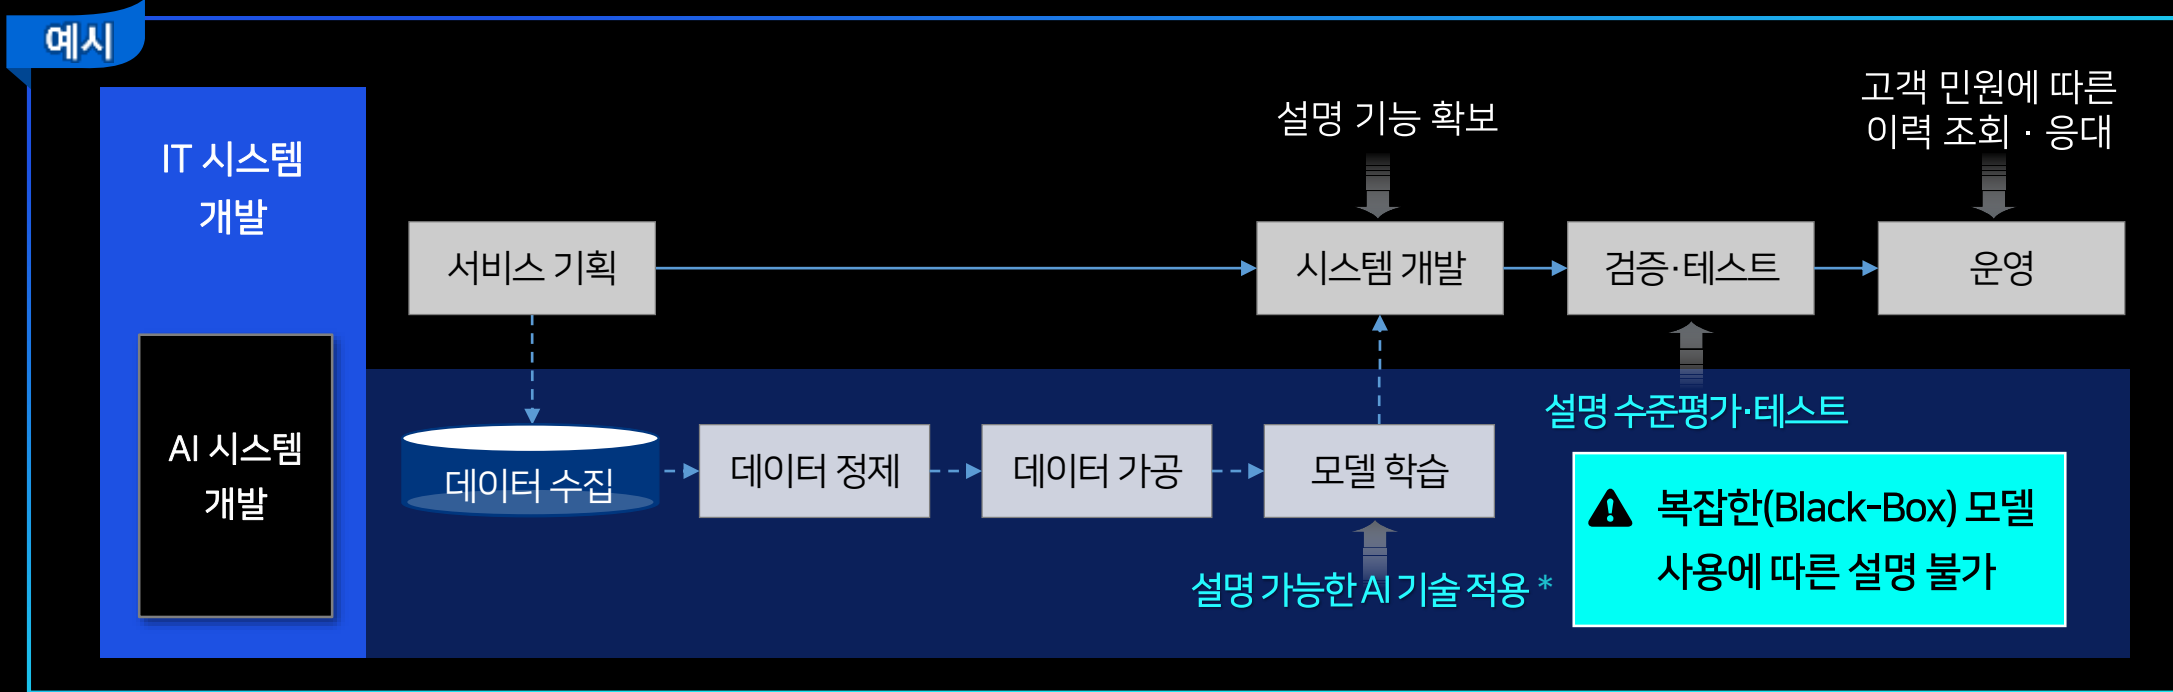 예시
IT 시스템
개발
설명 기능 확보
고객 민원에 따른
이력 조회 · 응대
서비스 기획
시스템 개발
검증·테스트
운영
AI 시스템
개발
데이터 수집
데이터 정제
데이터 가공
모델 학습
설명 수준평가·테스트
설명 가능한 AI 기술 적용 *
복잡한(Black-Box) 모델
사용에 따른 설명 불가